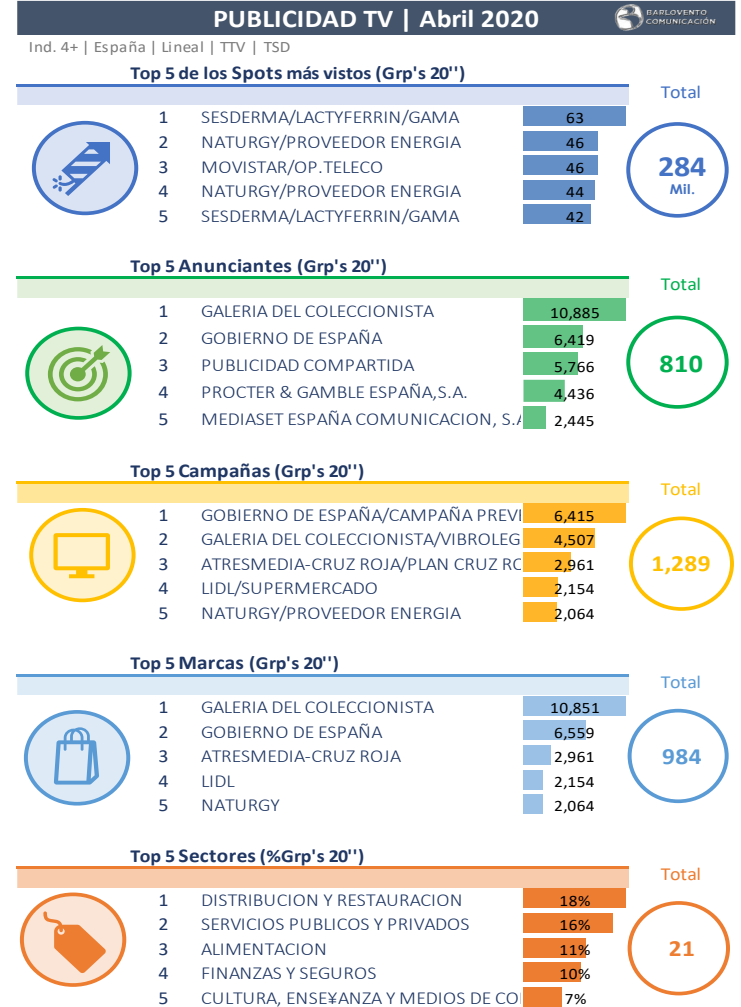 PUBLICIDAD TV | Abril 2020
BARLOVENTO
COMUNICACIÓN
Ind. 4+ | España | Lineal | TTV | TSD
Top 5 de los Spots más vistos (Grp's 20'')
Total
1 SESDERMA/LACTYFERRIN/GAMA 63
2 NATURGY/PROVEEDOR ENERGIA 46
3 MOVISTAR/OP.TELECO 46
4 NATURGY/PROVEEDOR ENERGIA 44
5 SESDERMA/LACTYFERRIN/GAMA 42
284
Mil.
Top 5 Anunciantes (Grp's 20'')
Total
1 GALERIA DEL COLECCIONISTA 10,885
2 GOBIERNO DE ESPAÑA 6,419
3 PUBLICIDAD COMPARTIDA 5,766
4 PROCTER & GAMBLE ESPAÑA,S.A. 4,436
5 MEDIASET ESPAÑA COMUNICACION, S.A 2,445
810
Top 5 Campañas (Grp's 20'')
Total
1 GOBIERNO DE ESPAÑA/CAMPAÑA PREVI 6,415
2 GALERIA DEL COLECCIONISTA/VIBROLEG 4,507
3 ATRESMEDIA-CRUZ ROJA/PLAN CRUZ RO 2,961
4 LIDL/SUPERMERCADO 2,154
5 NATURGY/PROVEEDOR ENERGIA 2,064
1,289
Top 5 Marcas (Grp's 20'')
Total
1 GALERIA DEL COLECCIONISTA 10,851
2 GOBIERNO DE ESPAÑA 6,559
3 ATRESMEDIA-CRUZ ROJA 2,961
4 LIDL 2,154
5 NATURGY 2,064
984
Top 5 Sectores (%Grp's 20'')
Total
1 DISTRIBUCION Y RESTAURACION 18%
2 SERVICIOS PUBLICOS Y PRIVADOS 16%
3 ALIMENTACION 11%
4 FINANZAS Y SEGUROS 10%
5 CULTURA, ENSE¥ANZA Y MEDIOS DE CO 7%
21